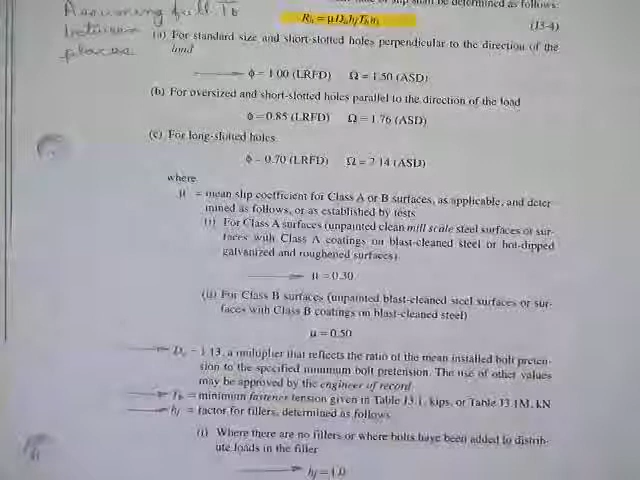 Assuming full Tb
between
places
shall be determined as follows:
Rn = μDuhfTbns
(J3-4)
(a) For standard size and short-slotted holes perpendicular to the direction of the
load
ϕ = 1.00 (LRFD) Ω = 1.50 (ASD)
(b) For oversized and short-slotted holes parallel to the direction of the load
ϕ = 0.85 (LRFD) Ω = 1.76 (ASD)
(c) For long-slotted holes
ϕ = 0.70 (LRFD) Ω = 2.14 (ASD)
where
μ = mean slip coefficient for Class A or B surfaces, as applicable, and deter-
mined as follows, or as established by tests
(i) For Class A surfaces (unpainted clean mill scale steel surfaces or sur-
faces with Class A coatings on blast-cleaned steel or hot-dipped
galvanized and roughened surfaces)
μ = 0.30
(ii) For Class B surfaces (unpainted blast-cleaned steel surfaces or sur-
faces with Class B coatings on blast-cleaned steel)
μ = 0.50
Du = 1.13, a multiplier that reflects the ratio of the mean installed bolt preten-
sion to the specified minimum bolt pretension. The use of other values
may be approved by the engineer of record.
Tb = minimum fastener tension given in Table J3.1, kips, or Table J3.1M, kN
hf = factor for fillers, determined as follows
(i) Where there are no fillers or where bolts have been added to distrib-
ute loads in the filler
hf = 1.0